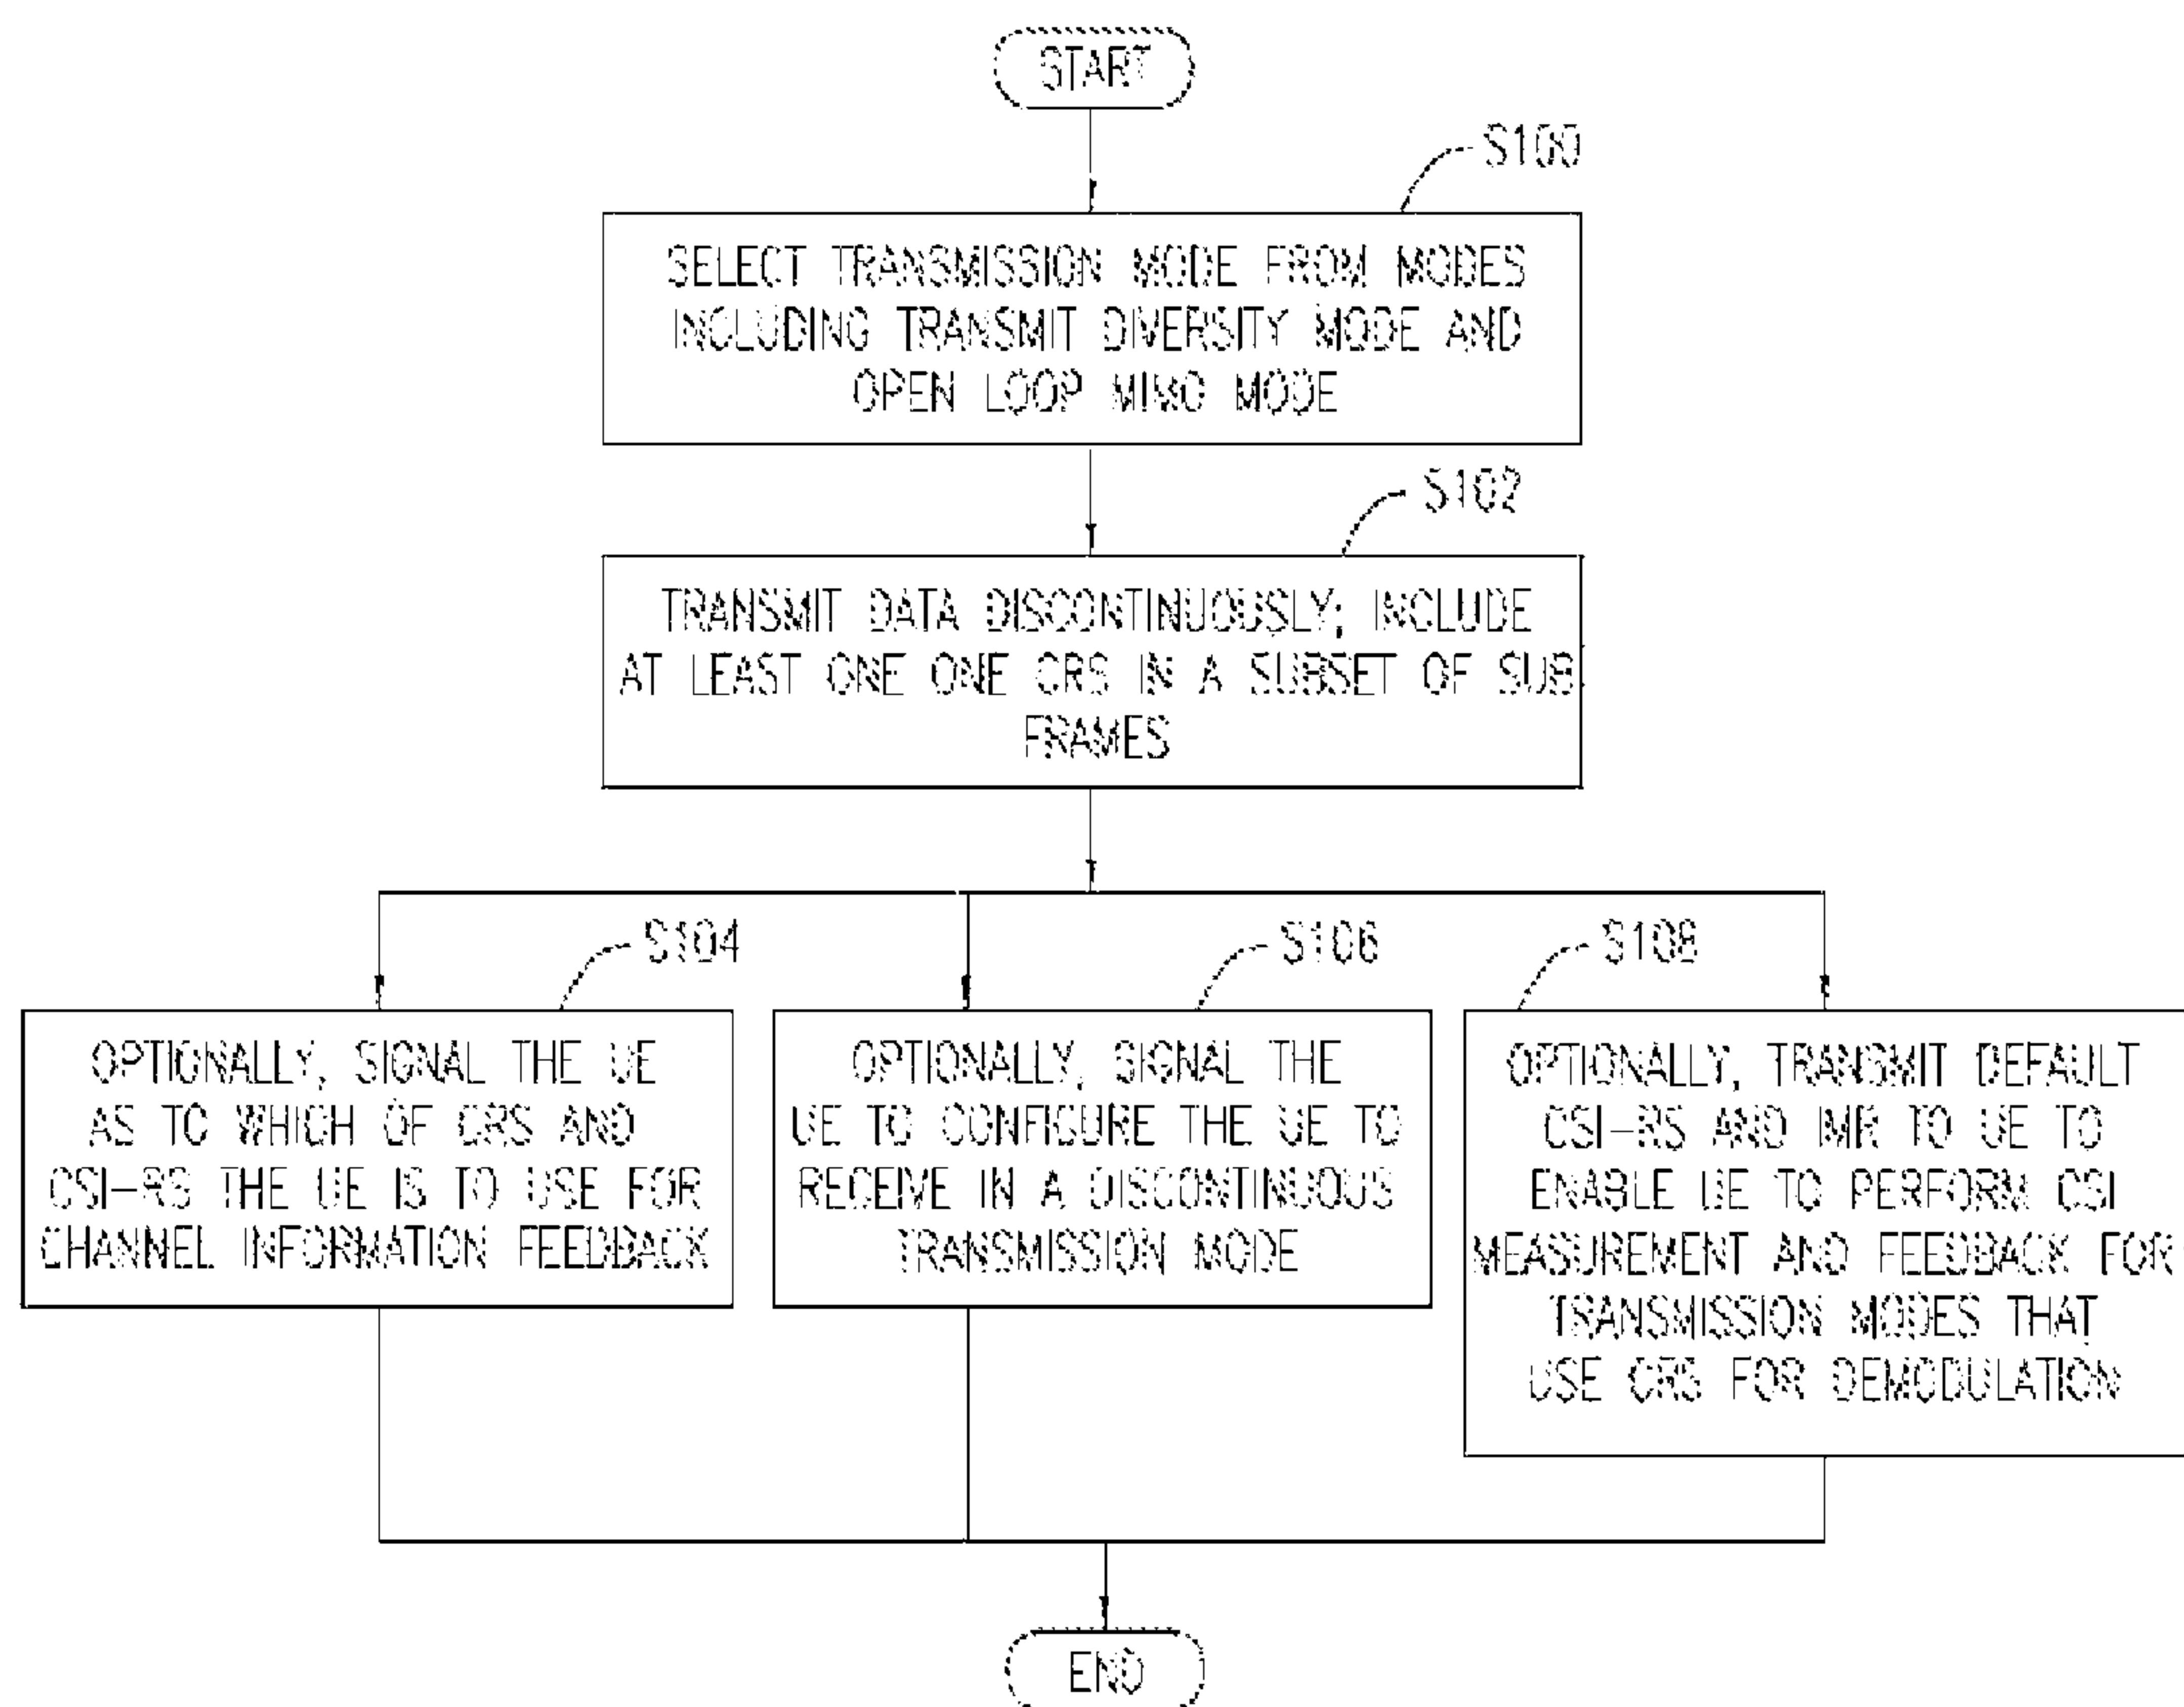 START
S100
SELECT TRANSMISSION MODE FROM MODES
INCLUDING TRANSMIT DIVERSITY MODE AND
OPEN LOOP MIMO MODE
S102
TRANSMIT DATA DISCONTINUOUSLY; INCLUDE
AT LEAST ONE ONE CRS IN A SUBSET OF SUB
FRAMES
S104
OPTIONALLY, SIGNAL THE UE
AS TO WHICH OF CRS AND
CSI-RS THE UE IS TO USE FOR
CHANNEL INFORMATION FEEDBACK
S106
OPTIONALLY, SIGNAL THE
UE TO CONFIGURE THE UE TO
RECEIVE IN A DISCONTINUOUS
TRANSMISSION MODE
S108
OPTIONALLY, TRANSMIT DEFAULT
CSI-RS AND IMR TO UE TO
ENABLE UE TO PERFORM CSI
MEASUREMENT AND FEEDBACK FOR
TRANSMISSION MODES THAT
USE CRS FOR DEMODULATION
END